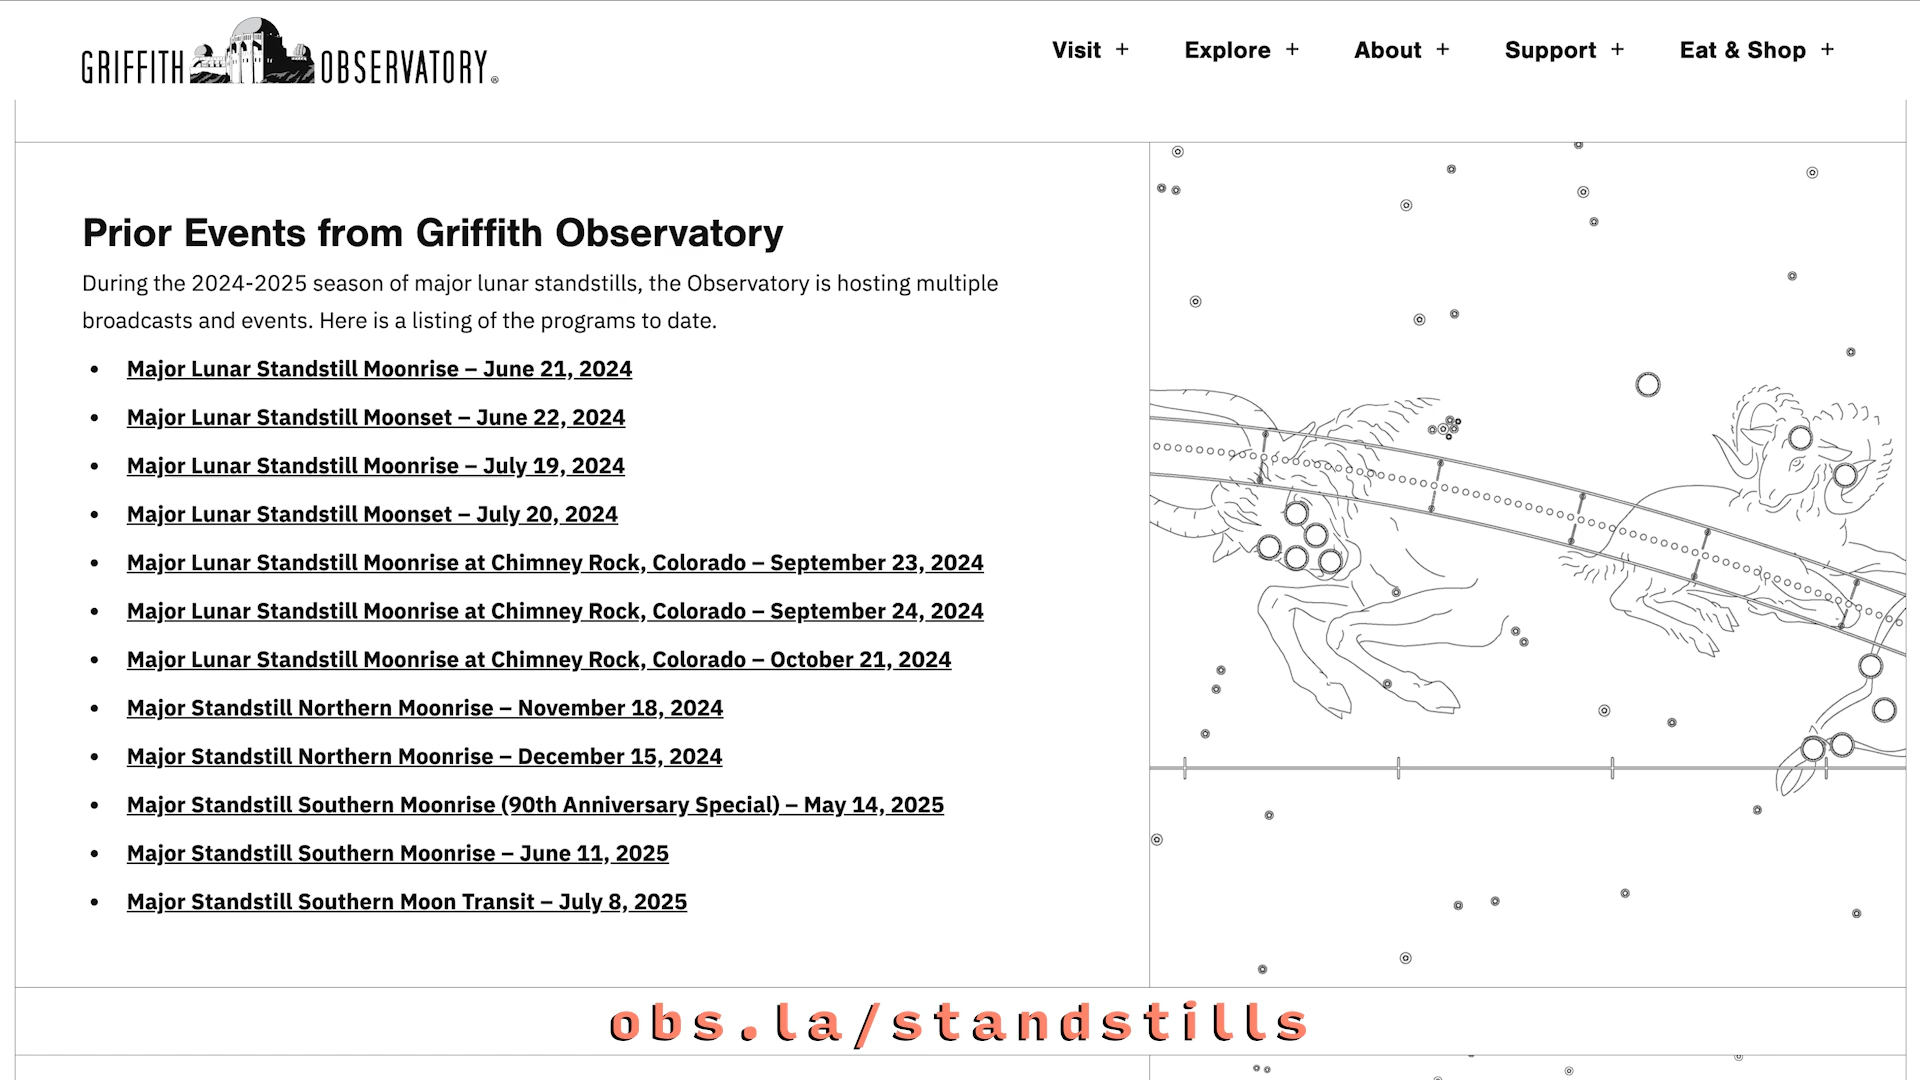 GRIFFITH OBSERVATORY®
Visit +
Explore +
About +
Support +
Eat & Shop +
Prior Events from Griffith Observatory
During the 2024-2025 season of major lunar standstills, the Observatory is hosting multiple
broadcasts and events. Here is a listing of the programs to date.
• Major Lunar Standstill Moonrise – June 21, 2024
• Major Lunar Standstill Moonset – June 22, 2024
• Major Lunar Standstill Moonrise – July 19, 2024
• Major Lunar Standstill Moonset – July 20, 2024
• Major Lunar Standstill Moonrise at Chimney Rock, Colorado – September 23, 2024
• Major Lunar Standstill Moonrise at Chimney Rock, Colorado – September 24, 2024
• Major Lunar Standstill Moonrise at Chimney Rock, Colorado – October 21, 2024
• Major Standstill Northern Moonrise – November 18, 2024
• Major Standstill Northern Moonrise – December 15, 2024
• Major Standstill Southern Moonrise (90th Anniversary Special) – May 14, 2025
• Major Standstill Southern Moonrise – June 11, 2025
• Major Standstill Southern Moon Transit – July 8, 2025
obs.la/standstills